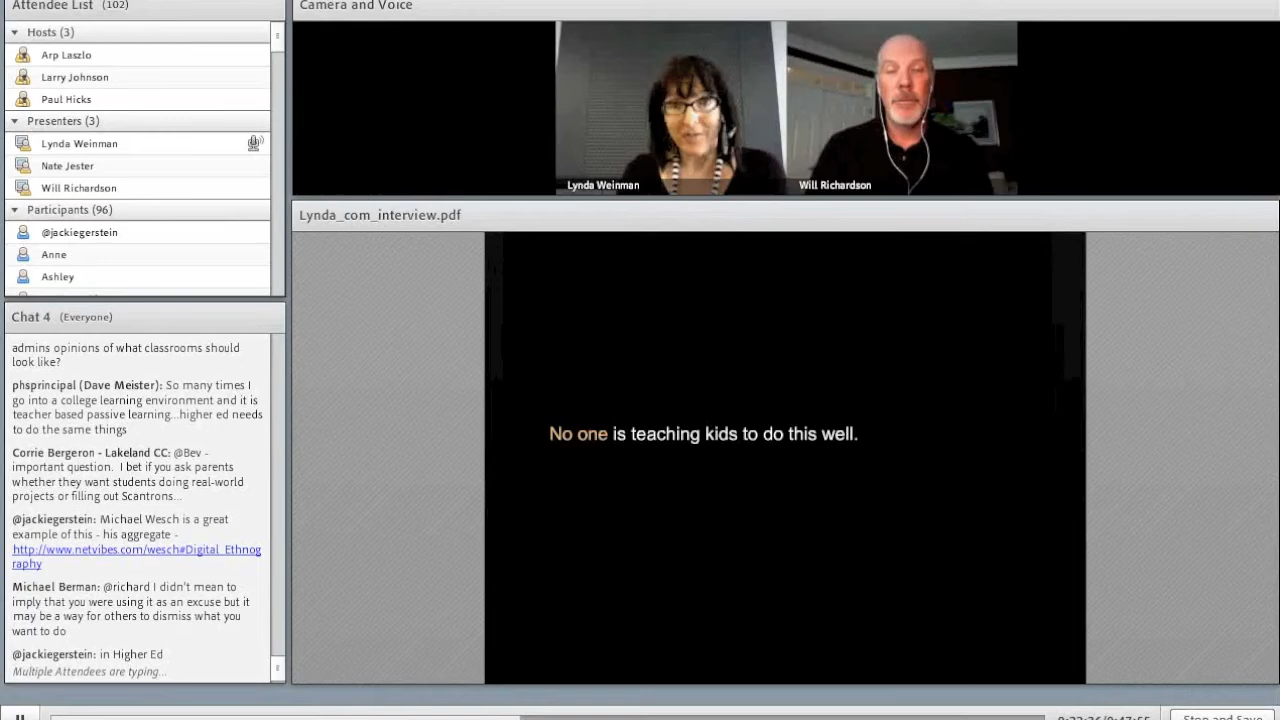 Attendee List (102)
Hosts (3)
Arp Laszlo
Larry Johnson
Paul Hicks
Presenters (3)
Lynda Weinman
Nate Jester
Will Richardson
Participants (96)
@jackiegerstein
Anne
Ashley
Chat 4 (Everyone)
admins opinions of what classrooms should
look like?
phsprincipal (Dave Meister): So many times I
go into a college learning environment and it is
teacher based passive learning...higher ed needs
to do the same things
Corrie Bergeron - Lakeland CC: @Bev -
important question. I bet if you ask parents
whether they want students doing real-world
projects or filling out Scantrons...
@jackiegerstein: Michael Wesch is a great
example of this - his aggregate -
http://www.netvibes.com/wesch#Digital_Ethnog
raphy
Michael Berman: @richard I didn't mean to
imply that you were using it as an excuse but it
may be a way for others to dismiss what you
want to do
@jackiegerstein: in Higher Ed
Multiple Attendees are typing...
Camera and Voice
Lynda Weinman
Will Richardson
Lynda_com_interview.pdf
No one is teaching kids to do this well.
Stop and Save